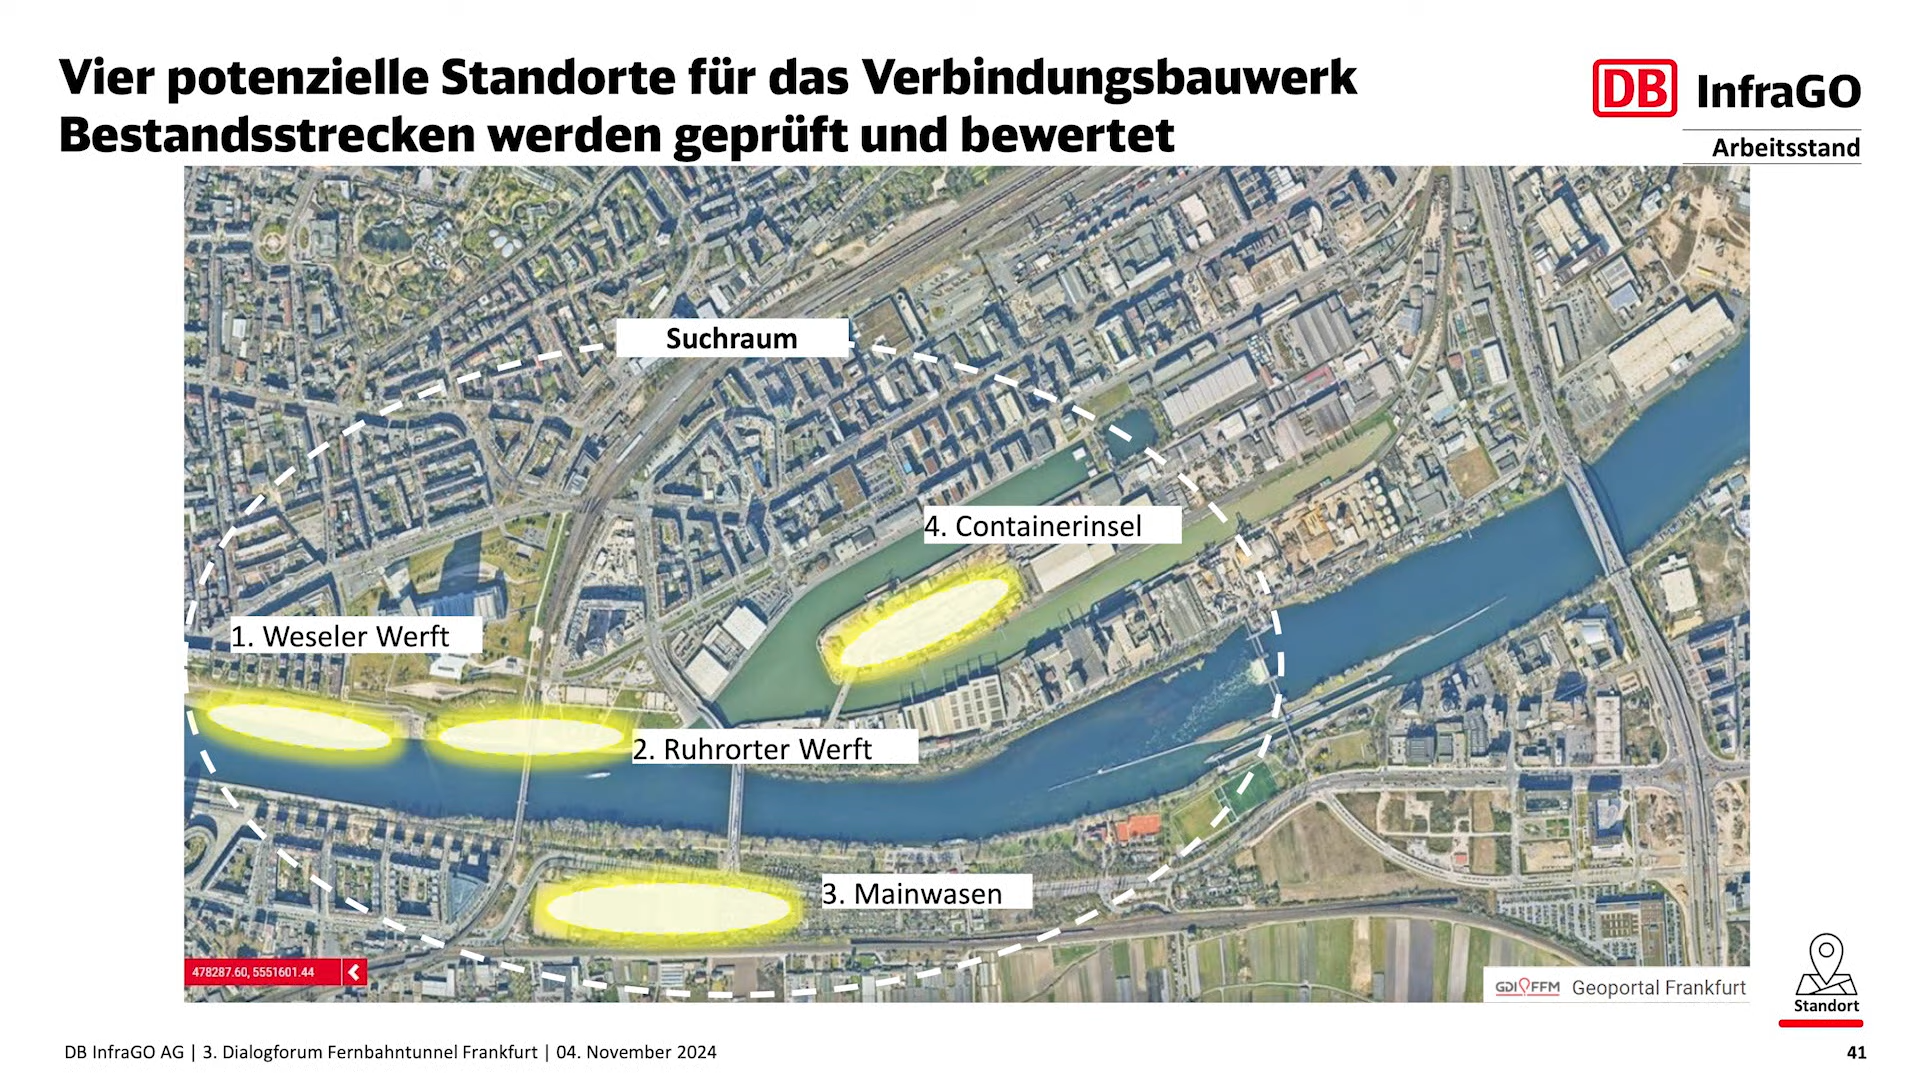 Vier potenzielle Standorte für das Verbindungsbauwerk
Bestandsstrecken werden geprüft und bewertet
DB InfraGO
Arbeitsstand
Suchraum
4. Containerinsel
1. Weseler Werft
2. Ruhrorter Werft
3. Mainwasen
478287.60, 5551601.44
GDI FFM Geoportal Frankfurt
Standort
DB InfraGO AG | 3. Dialogforum Fernbahntunnel Frankfurt | 04. November 2024
41